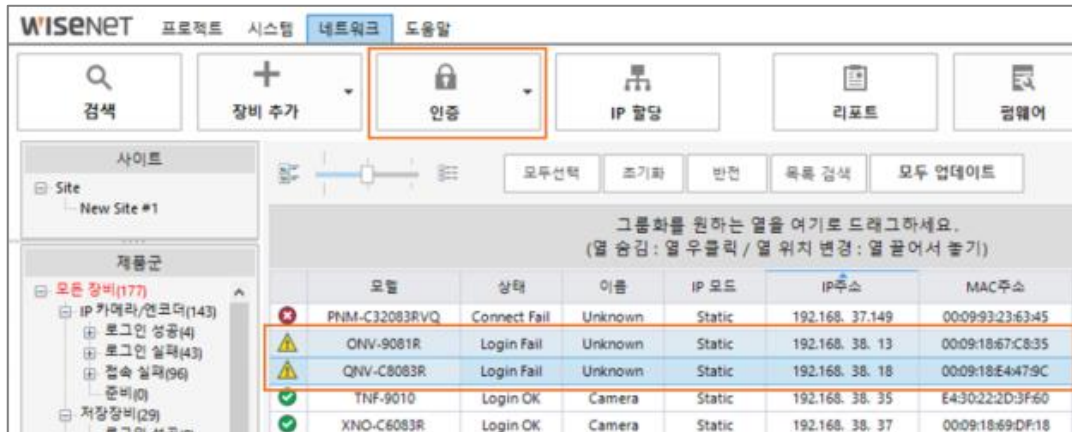 WISENET 프로젝트 시스템 네트워크 도움말
검색 장비 추가 인증 IP 할당 리포트 펌웨어
사이트
Site
New Site #1
모두선택 초기화 반전 목록 검색 모두 업데이트
그룹화를 원하는 열을 여기로 드래그하세요.
(열 숨김 : 열 우클릭 / 열 위치 변경 : 열 끌어서 놓기)
제품군
모든 장비(177)
IP 카메라/엔코더(143)
로그인 성공(4)
로그인 실패(43)
접속 실패(96)
준비(0)
저장장비(29)
모델 상태 이름 IP 모드 IP주소 MAC주소
PNM-C32083RVQ Connect Fail Unknown Static 192.168. 37.149 00:09:93:23:63:45
QNV-9081R Login Fail Unknown Static 192.168. 38. 13 00:09:18:67:C8:35
QNV-C8083R Login Fail Unknown Static 192.168. 38. 18 00:09:18:E4:47:9C
TNF-9010 Login OK Camera Static 192.168. 38. 35 E4:30:22:2D:3F:60
XNO-C6083R Login OK Camera Static 192.168. 38. 37 00:09:18:69:DF:18